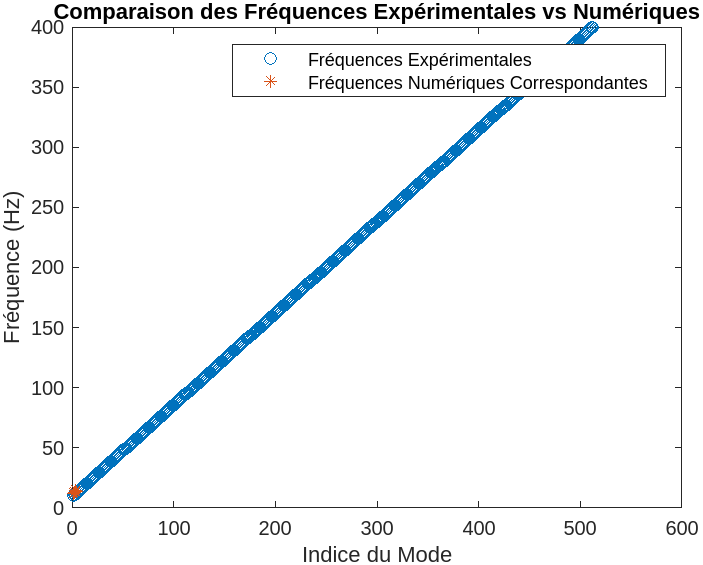 Comparaison des Fréquences Expérimentales vs Numériques
Fréquences Expérimentales
Fréquences Numériques Correspondantes
Fréquence (Hz)
400
350
300
250
200
150
100
50
0
0 100 200 300 400 500 600
Indice du Mode